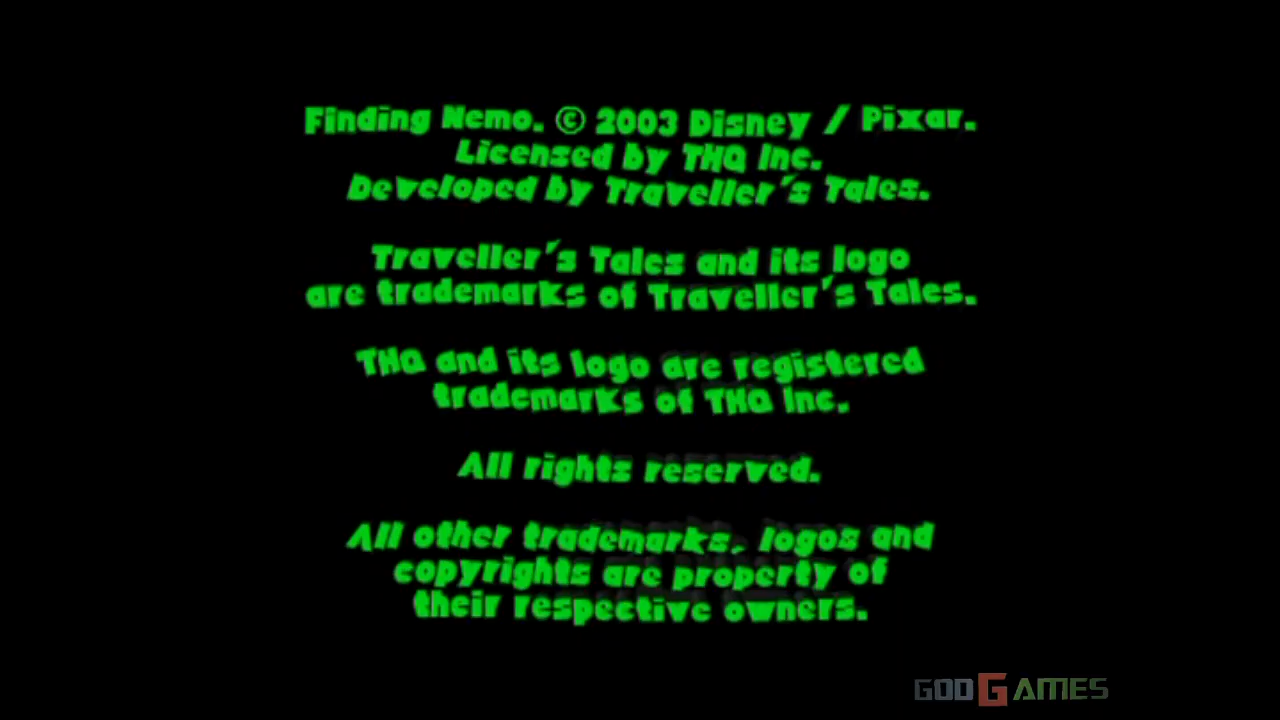 Finding Nemo. © 2003 Disney / Pixar.
Licensed by THQ Inc.
Developed by Traveller's Tales.
Traveller's Tales and its logo
are trademarks of Traveller's Tales.
THQ and its logo are registered
trademarks of THQ Inc.
All rights reserved.
All other trademarks, logos and
copyrights are property of
their respective owners.
GODGAMES